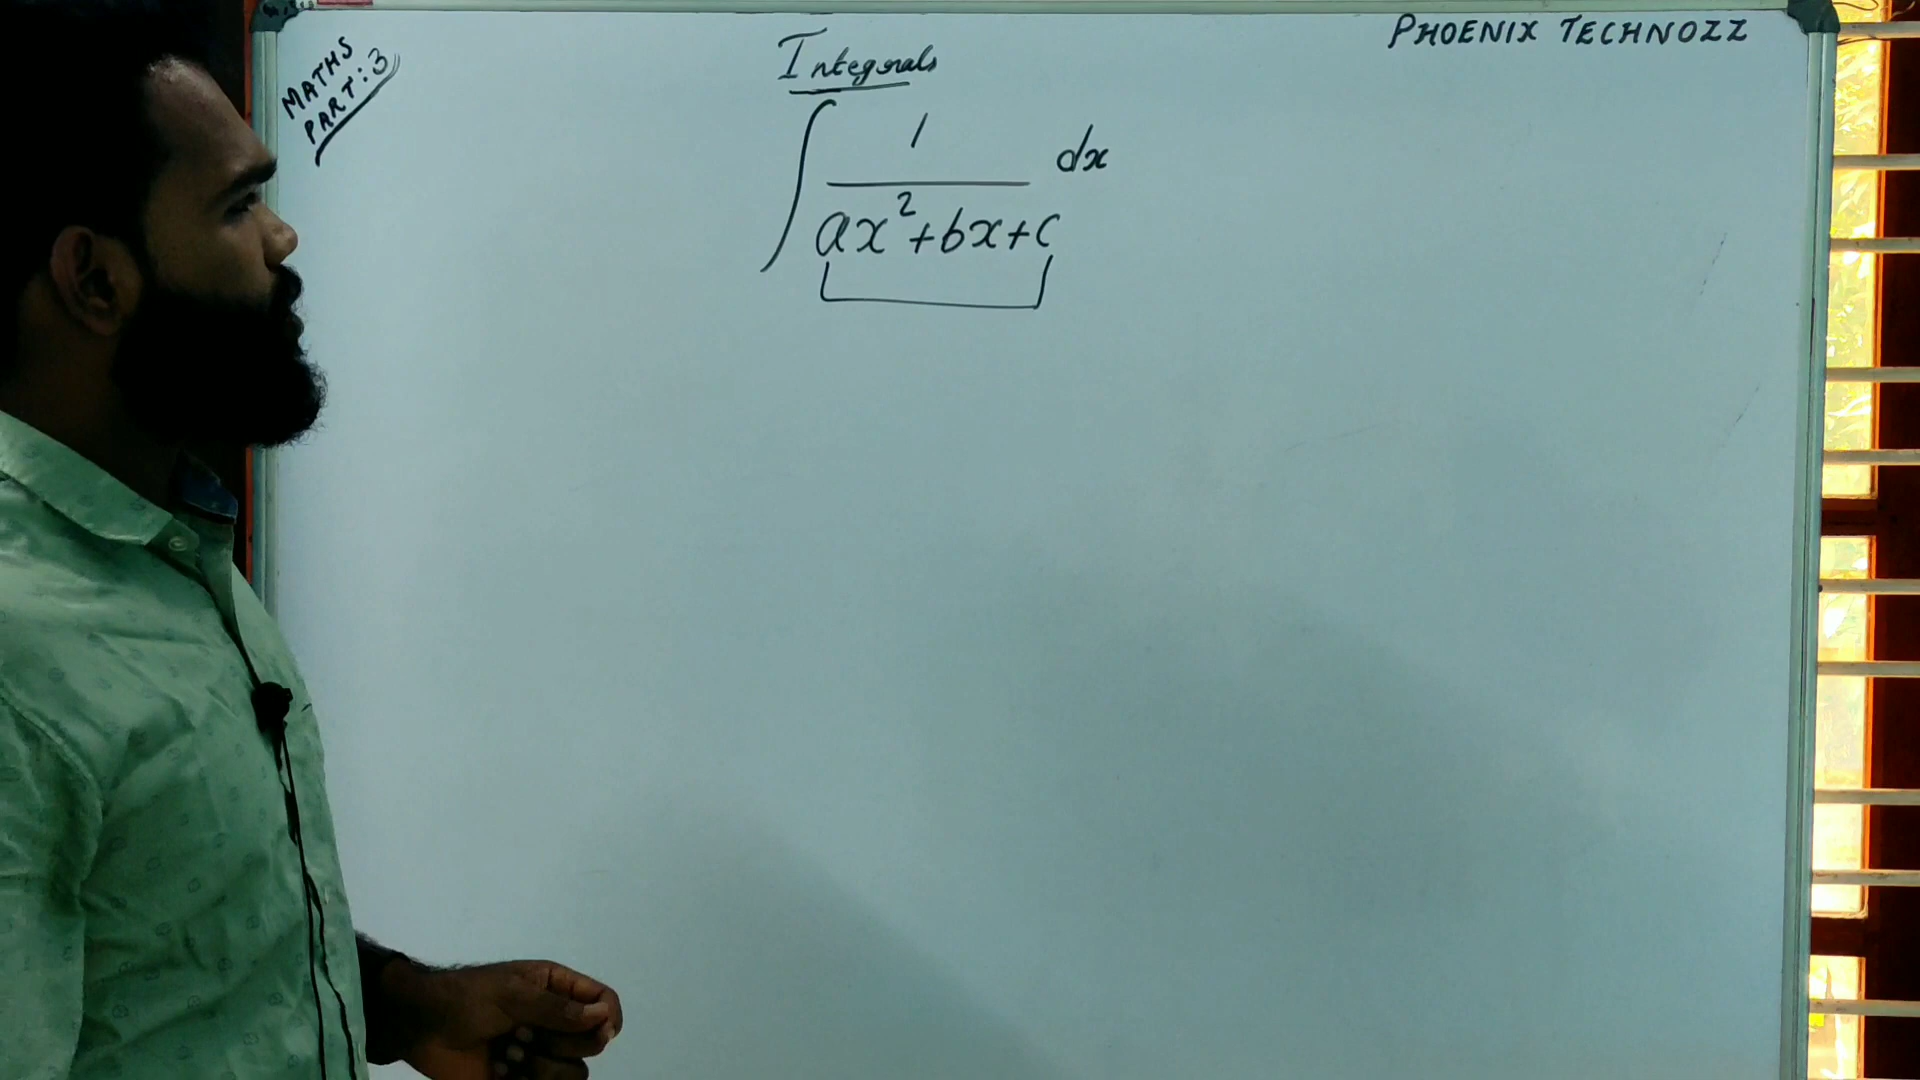 MATHS
PART:3
Integrals
PHOENIX TECHNOZZ
∫ 1/(ax²+bx+c) dx